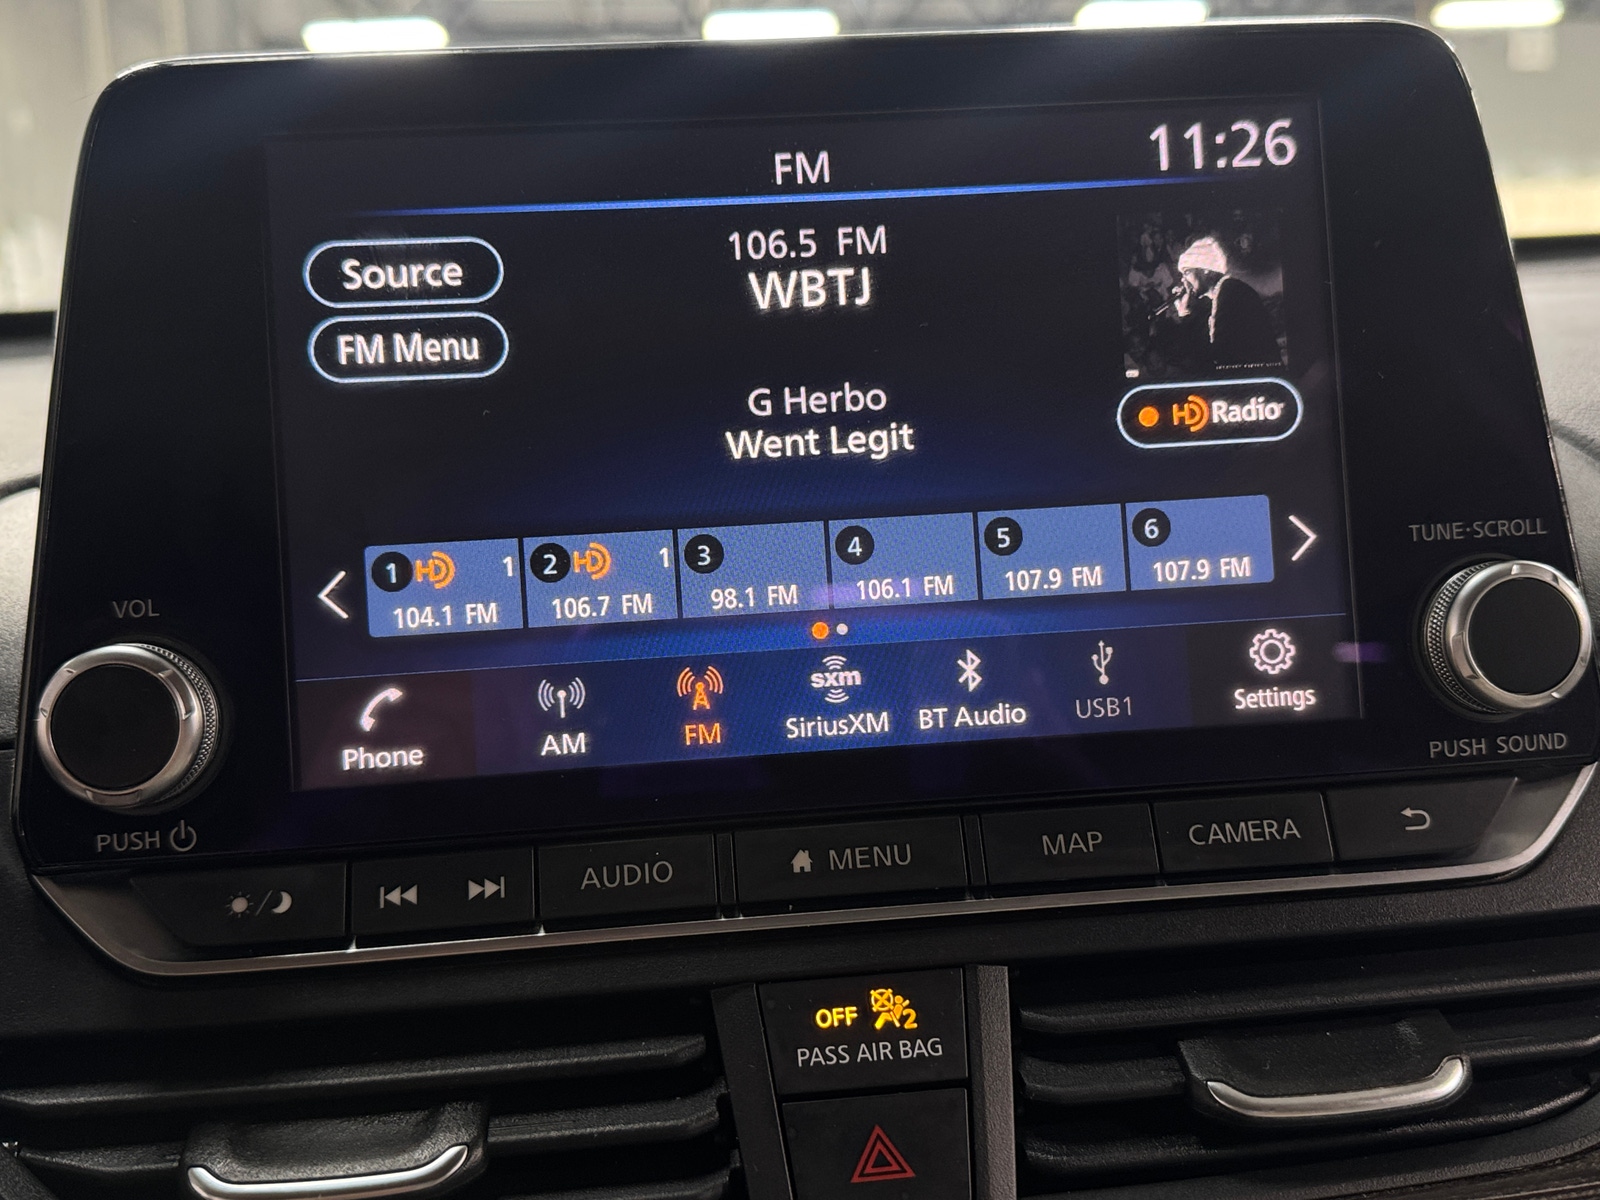 FM
11:26
106.5 FM
WBTJ
Source
FM Menu
G Herbo
Went Legit
HD Radio
1 HD 1
104.1 FM
2 HD 1
106.7 FM
3
98.1 FM
4
106.1 FM
5
107.9 FM
6
107.9 FM
VOL
TUNE·SCROLL
Phone
AM
FM
sxm
SiriusXM
BT Audio
USB1
Settings
PUSH
PUSH SOUND
AUDIO
MENU
MAP
CAMERA
OFF 2
PASS AIR BAG